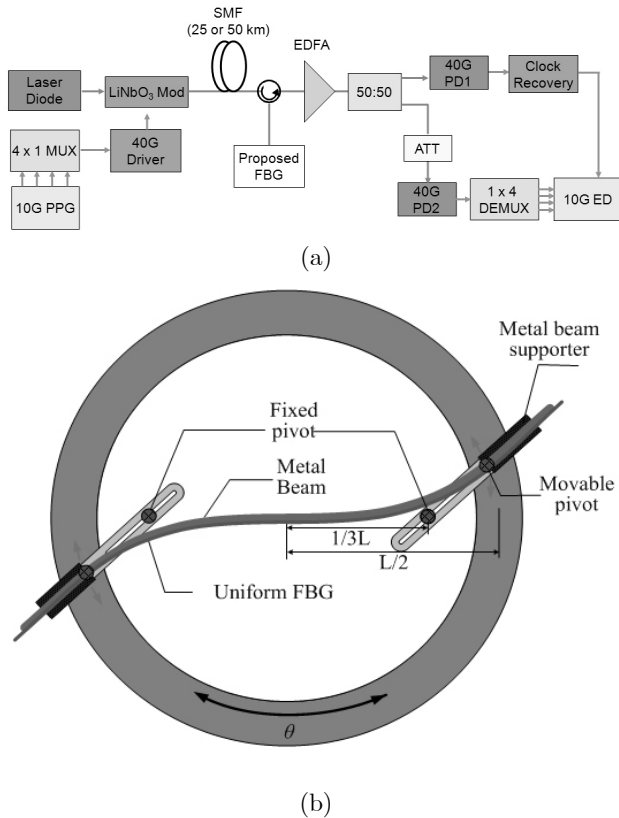 SMF
(25 or 50 km)
EDFA
Laser
Diode
LiNbO₃ Mod
50:50
40G
PD1
Clock
Recovery
4 x 1 MUX
40G
Driver
Proposed
FBG
ATT
10G PPG
40G
PD2
1 x 4
DEMUX
10G ED
(a)
Metal beam
supporter
Fixed
pivot
Metal
Beam
Movable
pivot
1/3L
L/2
Uniform FBG
θ
(b)